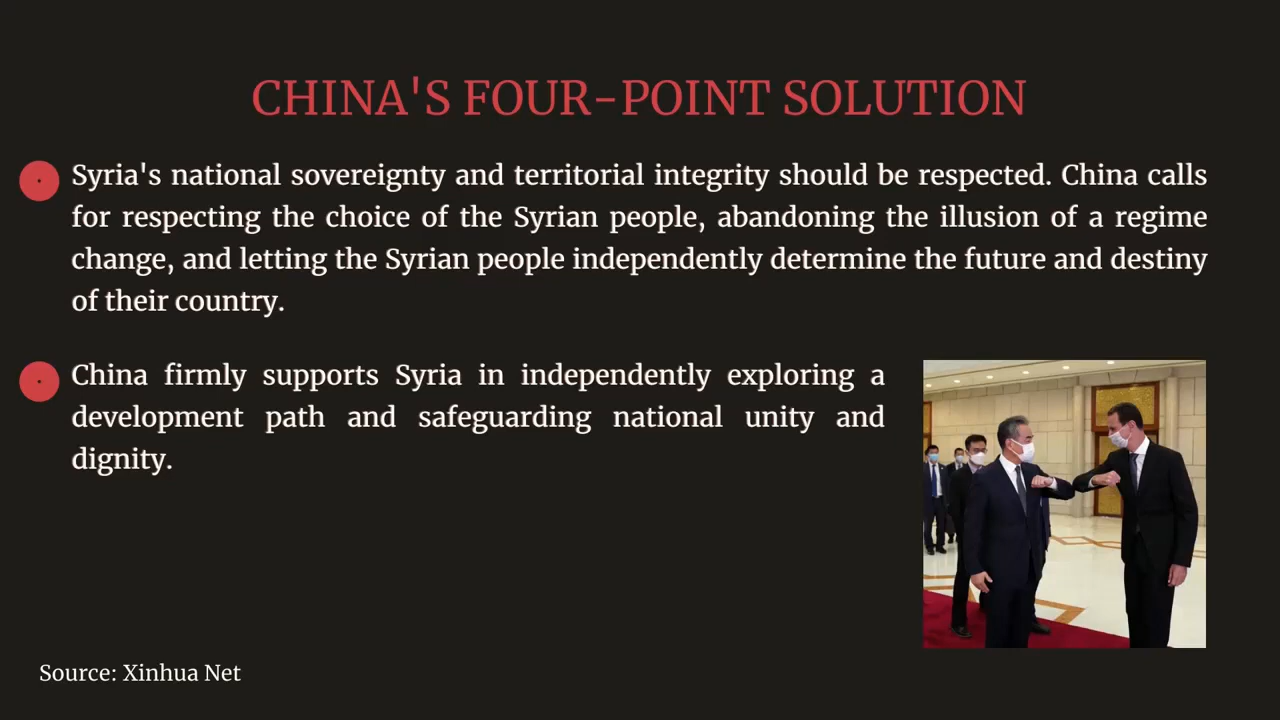 CHINA'S FOUR-POINT SOLUTION
Syria's national sovereignty and territorial integrity should be respected. China calls
for respecting the choice of the Syrian people, abandoning the illusion of a regime
change, and letting the Syrian people independently determine the future and destiny
of their country.
China firmly supports Syria in independently exploring a
development path and safeguarding national unity and
dignity.
Source: Xinhua Net